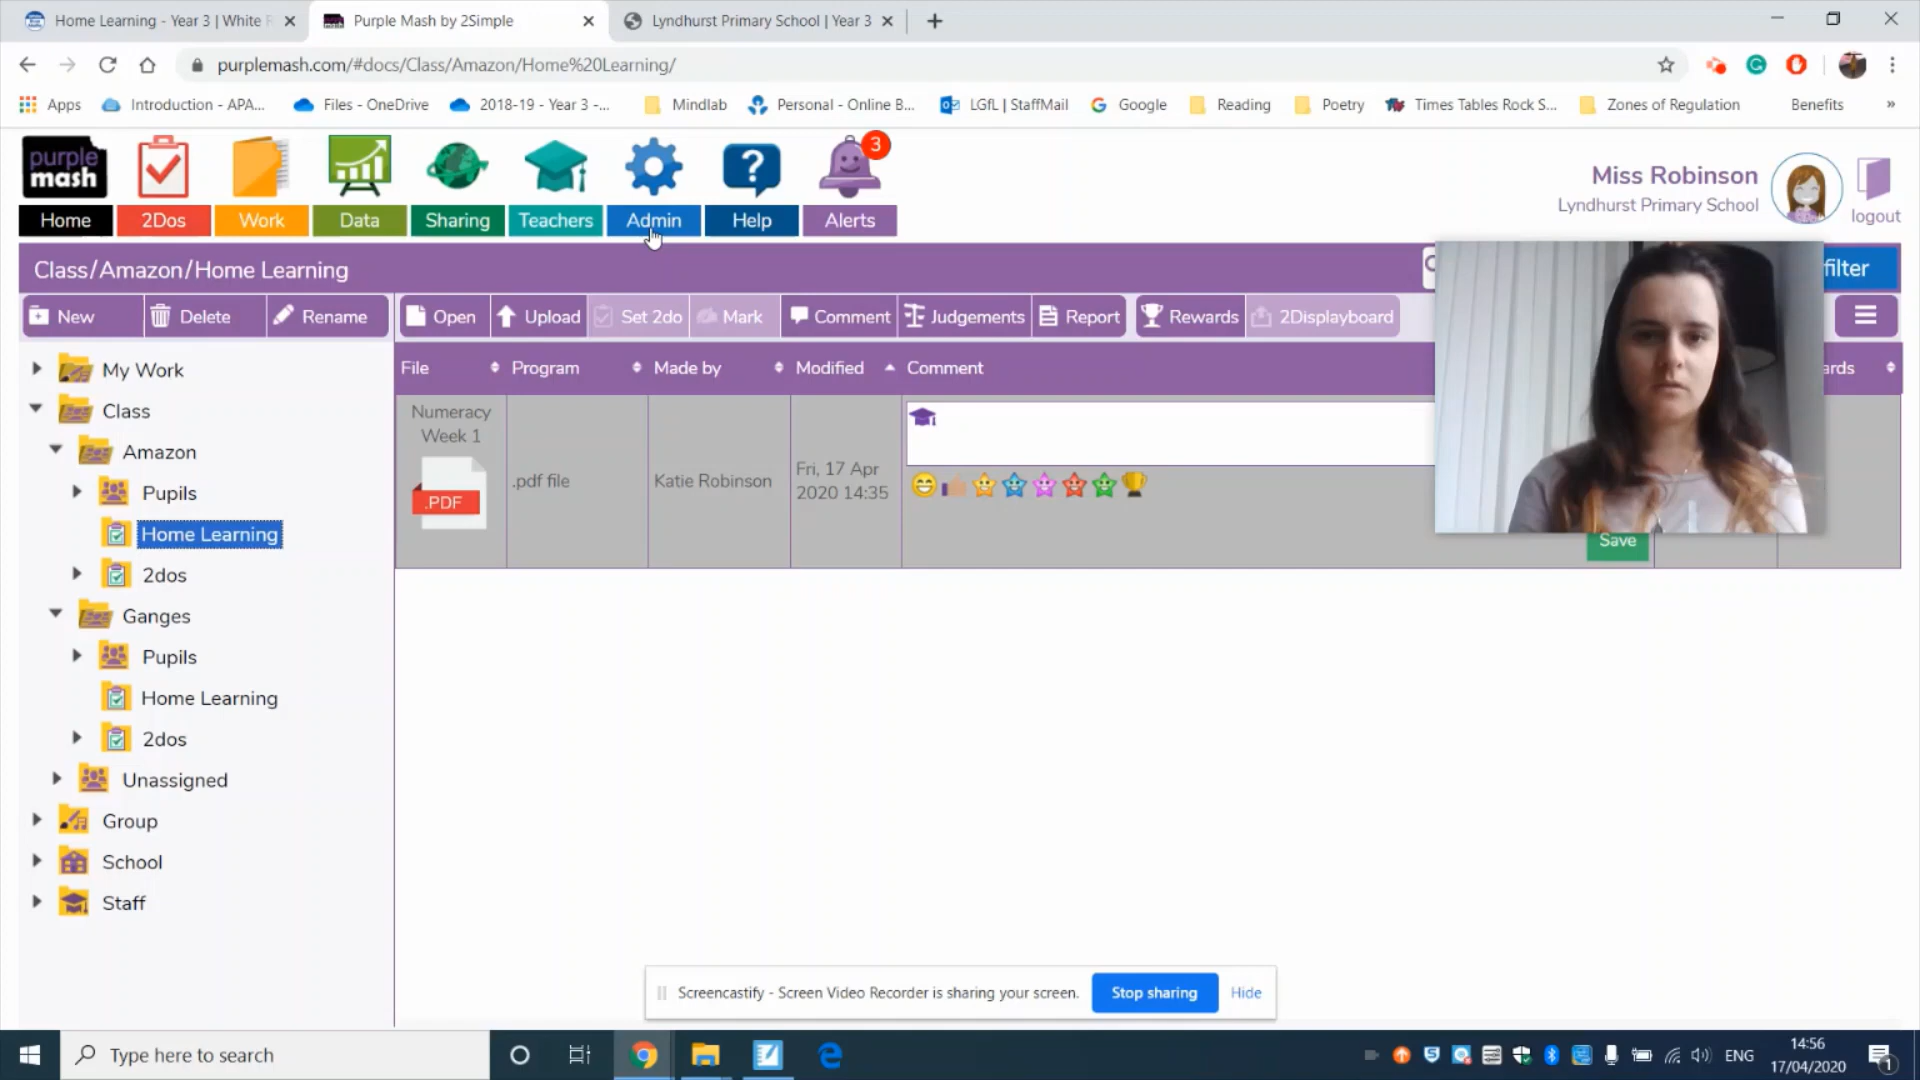 Home Learning - Year 3 | White R
Purple Mash by 2Simple
Lyndhurst Primary School | Year 3
purplemash.com/#docs/Class/Amazon/Home%20Learning/
Apps
Introduction - APA...
Files - OneDrive
2018-19 - Year 3 -...
Mindlab
Personal - Online B...
LGfL | StaffMail
Google
Reading
Poetry
Times Tables Rock S...
Zones of Regulation
Benefits
»
purple
mash
3
Home
2Dos
Work
Data
Sharing
Teachers
Admin
Help
Alerts
Miss Robinson
Lyndhurst Primary School
logout
Class/Amazon/Home Learning
filter
New
Delete
Rename
Open
Upload
Set 2do
Mark
Comment
Judgements
Report
Rewards
2Displayboard
My Work
Class
Amazon
Pupils
Home Learning
2dos
Ganges
Pupils
Home Learning
2dos
Unassigned
Group
School
Staff
File
Program
Made by
Modified
Comment
ards
Numeracy
Week 1
.PDF
.pdf file
Katie Robinson
Fri, 17 Apr
2020 14:35
Save
Screencastify - Screen Video Recorder is sharing your screen.
Stop sharing
Hide
Type here to search
ENG
14:56
17/04/2020
1